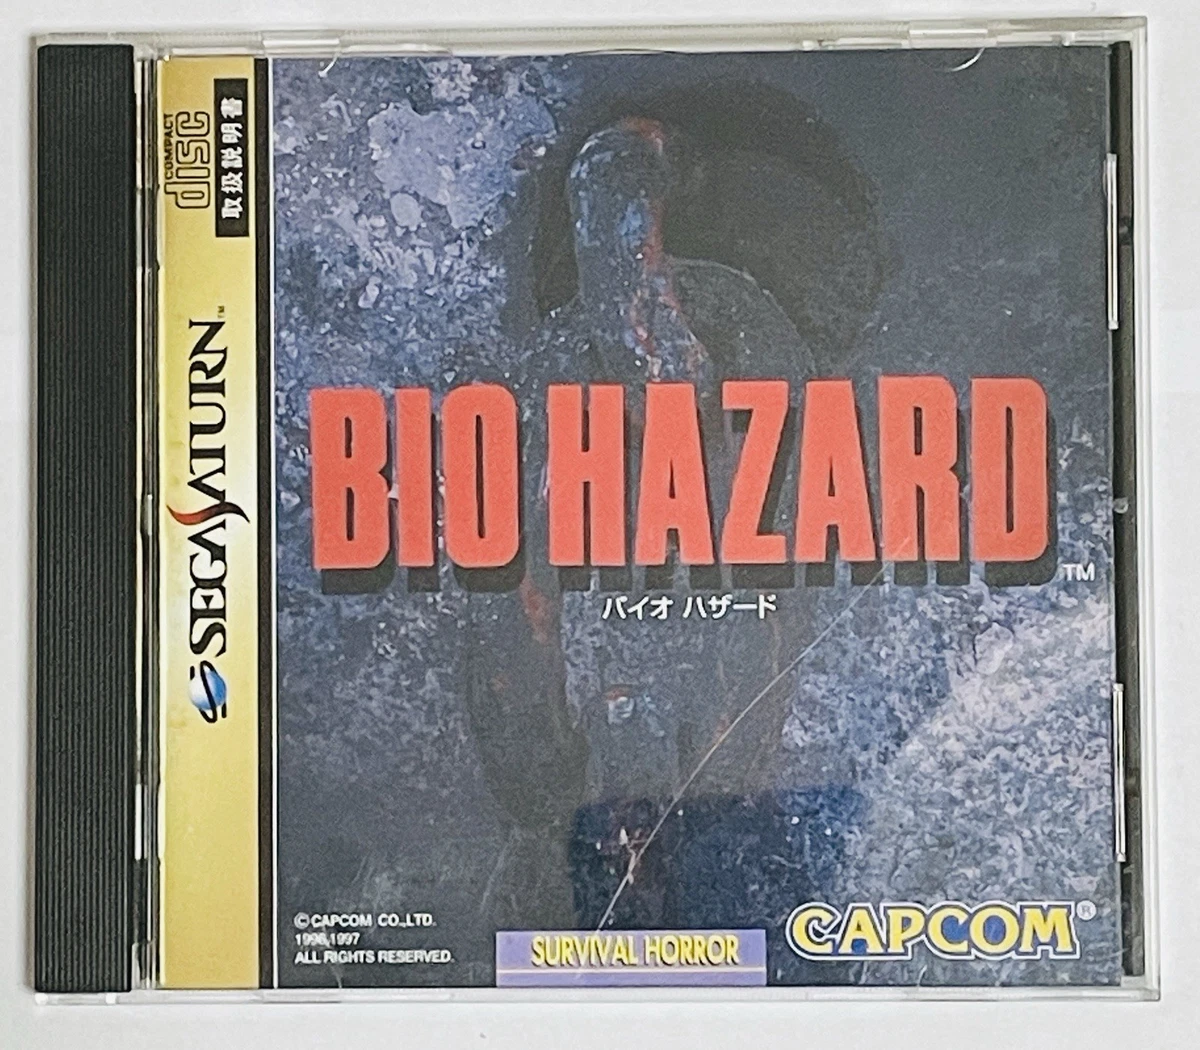 COMPACT
disc
取扱説明書
SEGA SATURN™
BIO HAZARD
TM
バイオ ハザード
©CAPCOM CO.,LTD.
1996,1997
ALL RIGHTS RESERVED.
SURVIVAL HORROR
CAPCOM®